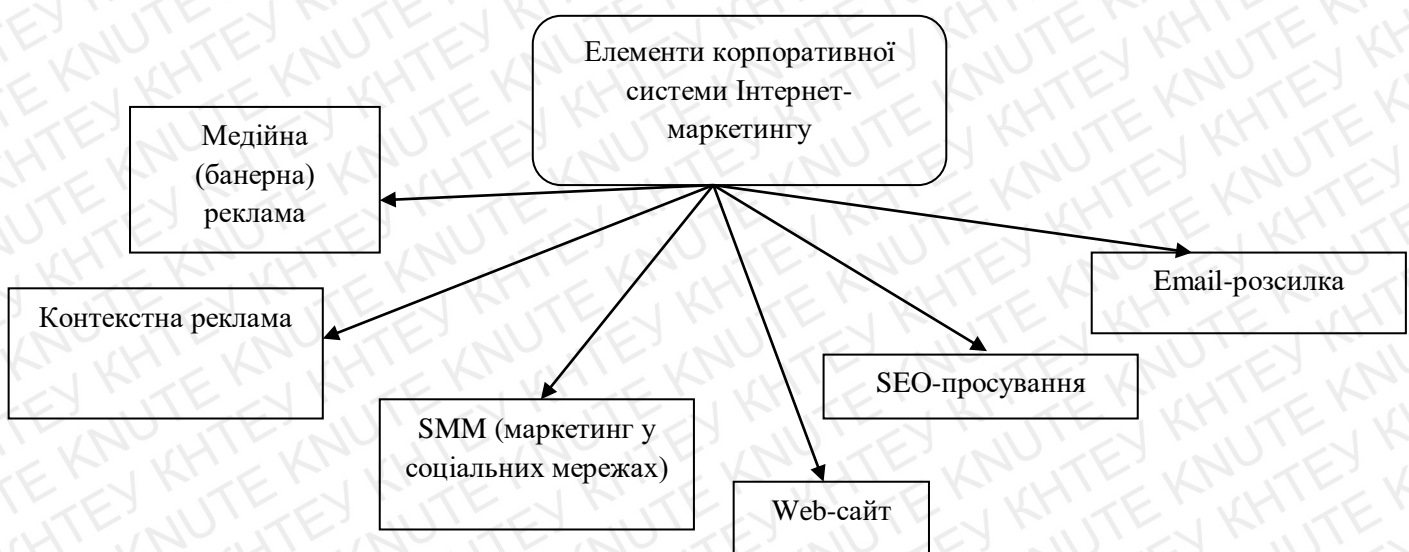 Елементи корпоративної
системи Інтернет-
маркетингу
Медійна
(банерна)
реклама
Контекстна реклама
SMM (маркетинг у
соціальних мережах)
Web-сайт
SEO-просування
Email-розсилка